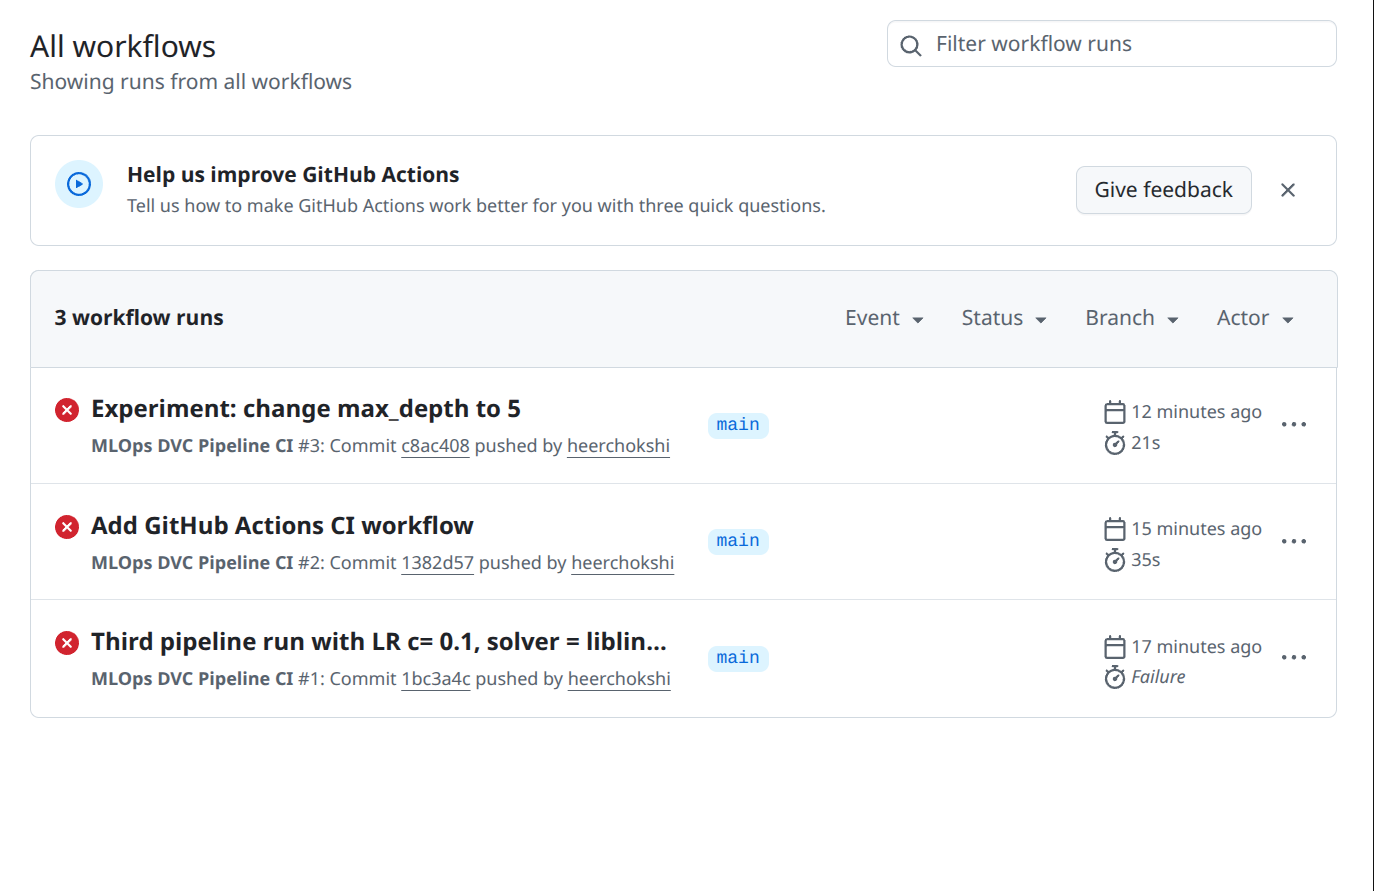 All workflows
Showing runs from all workflows
Filter workflow runs
Help us improve GitHub Actions
Tell us how to make GitHub Actions work better for you with three quick questions.
Give feedback
3 workflow runs
Event
Status
Branch
Actor
Experiment: change max_depth to 5
MLOps DVC Pipeline CI #3: Commit c8ac408 pushed by heerchokshi
main
12 minutes ago
21s
Add GitHub Actions CI workflow
MLOps DVC Pipeline CI #2: Commit 1382d57 pushed by heerchokshi
main
15 minutes ago
35s
Third pipeline run with LR c= 0.1, solver = liblin...
MLOps DVC Pipeline CI #1: Commit 1bc3a4c pushed by heerchokshi
main
17 minutes ago
Failure